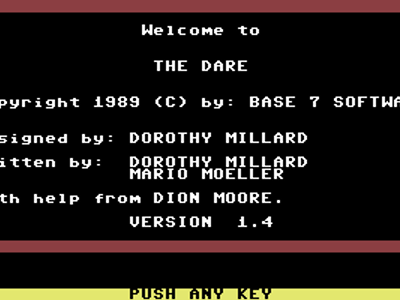 Welcome to
THE DARE
pyright 1989 (C) by: BASE 7 SOFTWA
signed by: DOROTHY MILLARD
itten by: DOROTHY MILLARD
MARIO MOELLER
th help from DION MOORE.
VERSION 1.4
PUSH ANY KEY